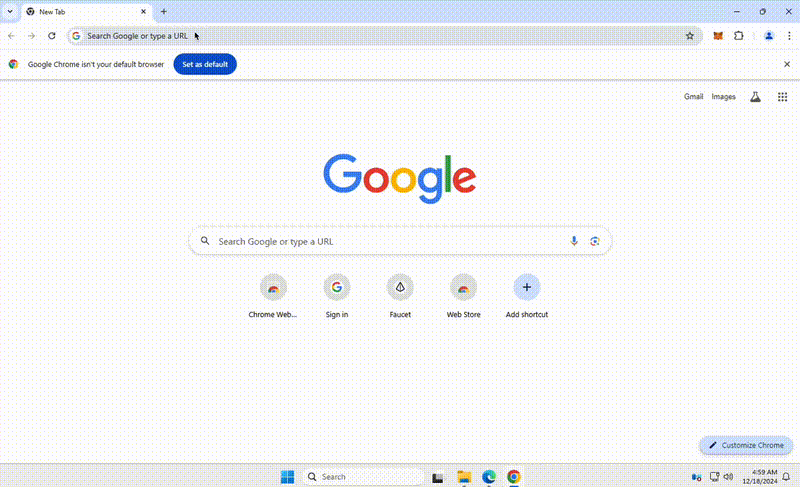 New Tab
Search Google or type a URL
Google Chrome isn't your default browser
Set as default
Gmail
Images
Google
Search Google or type a URL
Chrome Web...
Sign in
Faucet
Web Store
Add shortcut
Customize Chrome
Search
4:59 AM
12/18/2024